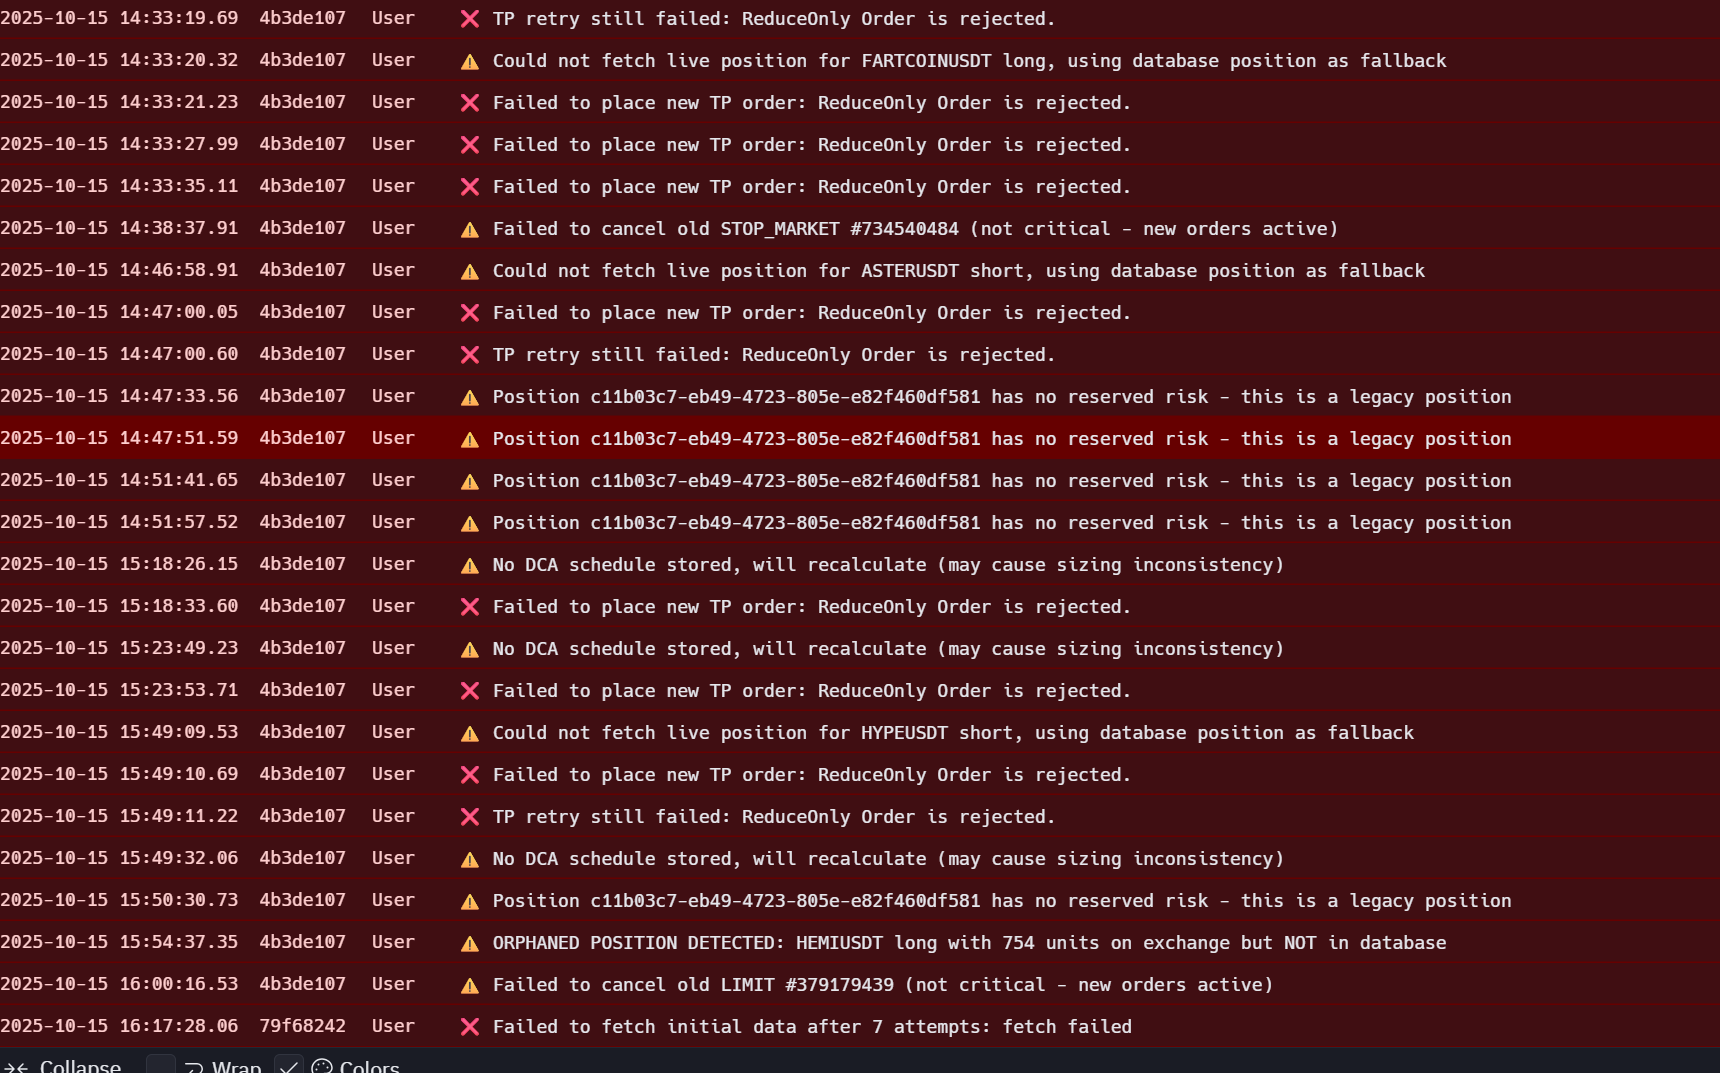 2025-10-15 14:33:19.69 4b3de107 User ❌ TP retry still failed: ReduceOnly Order is rejected.
2025-10-15 14:33:20.32 4b3de107 User ⚠️ Could not fetch live position for FARTCOINUSDT long, using database position as fallback
2025-10-15 14:33:21.23 4b3de107 User ❌ Failed to place new TP order: ReduceOnly Order is rejected.
2025-10-15 14:33:27.99 4b3de107 User ❌ Failed to place new TP order: ReduceOnly Order is rejected.
2025-10-15 14:33:35.11 4b3de107 User ❌ Failed to place new TP order: ReduceOnly Order is rejected.
2025-10-15 14:38:37.91 4b3de107 User ⚠️ Failed to cancel old STOP_MARKET #734540484 (not critical - new orders active)
2025-10-15 14:46:58.91 4b3de107 User ⚠️ Could not fetch live position for ASTERUSDT short, using database position as fallback
2025-10-15 14:47:00.05 4b3de107 User ❌ Failed to place new TP order: ReduceOnly Order is rejected.
2025-10-15 14:47:00.60 4b3de107 User ❌ TP retry still failed: ReduceOnly Order is rejected.
2025-10-15 14:47:33.56 4b3de107 User ⚠️ Position c11b03c7-eb49-4723-805e-e82f460df581 has no reserved risk - this is a legacy position
2025-10-15 14:47:51.59 4b3de107 User ⚠️ Position c11b03c7-eb49-4723-805e-e82f460df581 has no reserved risk - this is a legacy position
2025-10-15 14:51:41.65 4b3de107 User ⚠️ Position c11b03c7-eb49-4723-805e-e82f460df581 has no reserved risk - this is a legacy position
2025-10-15 14:51:57.52 4b3de107 User ⚠️ Position c11b03c7-eb49-4723-805e-e82f460df581 has no reserved risk - this is a legacy position
2025-10-15 15:18:26.15 4b3de107 User ⚠️ No DCA schedule stored, will recalculate (may cause sizing inconsistency)
2025-10-15 15:18:33.60 4b3de107 User ❌ Failed to place new TP order: ReduceOnly Order is rejected.
2025-10-15 15:23:49.23 4b3de107 User ⚠️ No DCA schedule stored, will recalculate (may cause sizing inconsistency)
2025-10-15 15:23:53.71 4b3de107 User ❌ Failed to place new TP order: ReduceOnly Order is rejected.
2025-10-15 15:49:09.53 4b3de107 User ⚠️ Could not fetch live position for HYPEUSDT short, using database position as fallback
2025-10-15 15:49:10.69 4b3de107 User ❌ Failed to place new TP order: ReduceOnly Order is rejected.
2025-10-15 15:49:11.22 4b3de107 User ❌ TP retry still failed: ReduceOnly Order is rejected.
2025-10-15 15:49:32.06 4b3de107 User ⚠️ No DCA schedule stored, will recalculate (may cause sizing inconsistency)
2025-10-15 15:50:30.73 4b3de107 User ⚠️ Position c11b03c7-eb49-4723-805e-e82f460df581 has no reserved risk - this is a legacy position
2025-10-15 15:54:37.35 4b3de107 User ⚠️ ORPHANED POSITION DETECTED: HEMIUSDT long with 754 units on exchange but NOT in database
2025-10-15 16:00:16.53 4b3de107 User ⚠️ Failed to cancel old LIMIT #379179439 (not critical - new orders active)
2025-10-15 16:17:28.06 79f68242 User ❌ Failed to fetch initial data after 7 attempts: fetch failed
Collapse Wrap Colors